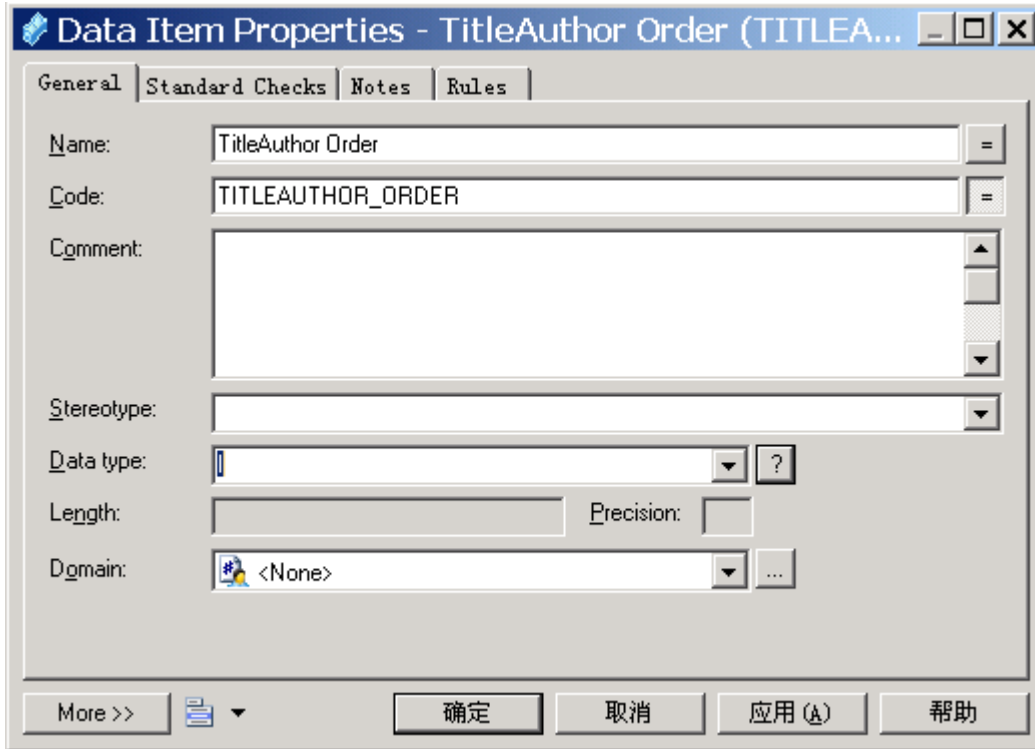 Data Item Properties - TitleAuthor Order (TITLEA...
General Standard Checks Notes Rules
Name: TitleAuthor Order =
Code: TITLEAUTHOR_ORDER =
Comment:
Stereotype:
Data type: ?
Length: Precision:
Domain: <None> ...
More >> 确定 取消 应用(A) 帮助